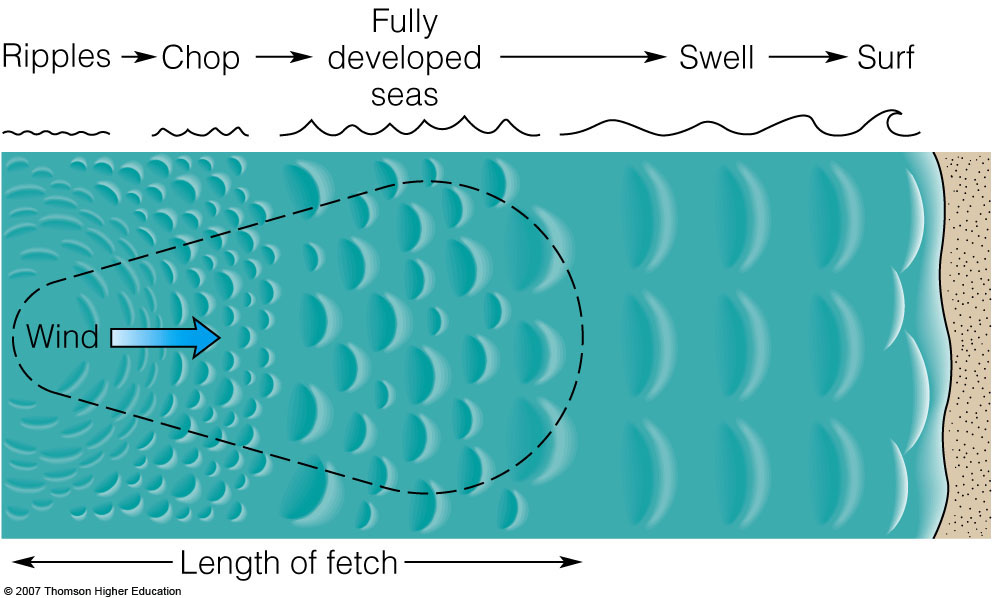 Ripples
Chop
Fully
developed
seas
Swell
Surf
Wind
Length of fetch
© 2007 Thomson Higher Education